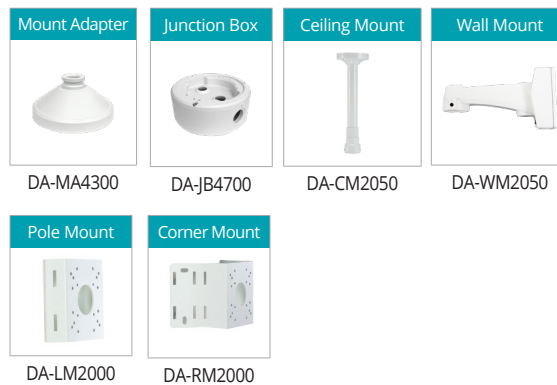 Mount Adapter
Junction Box
Ceiling Mount
Wall Mount
DA-MA4300
DA-JB4700
DA-CM2050
DA-WM2050
Pole Mount
Corner Mount
DA-LM2000
DA-RM2000